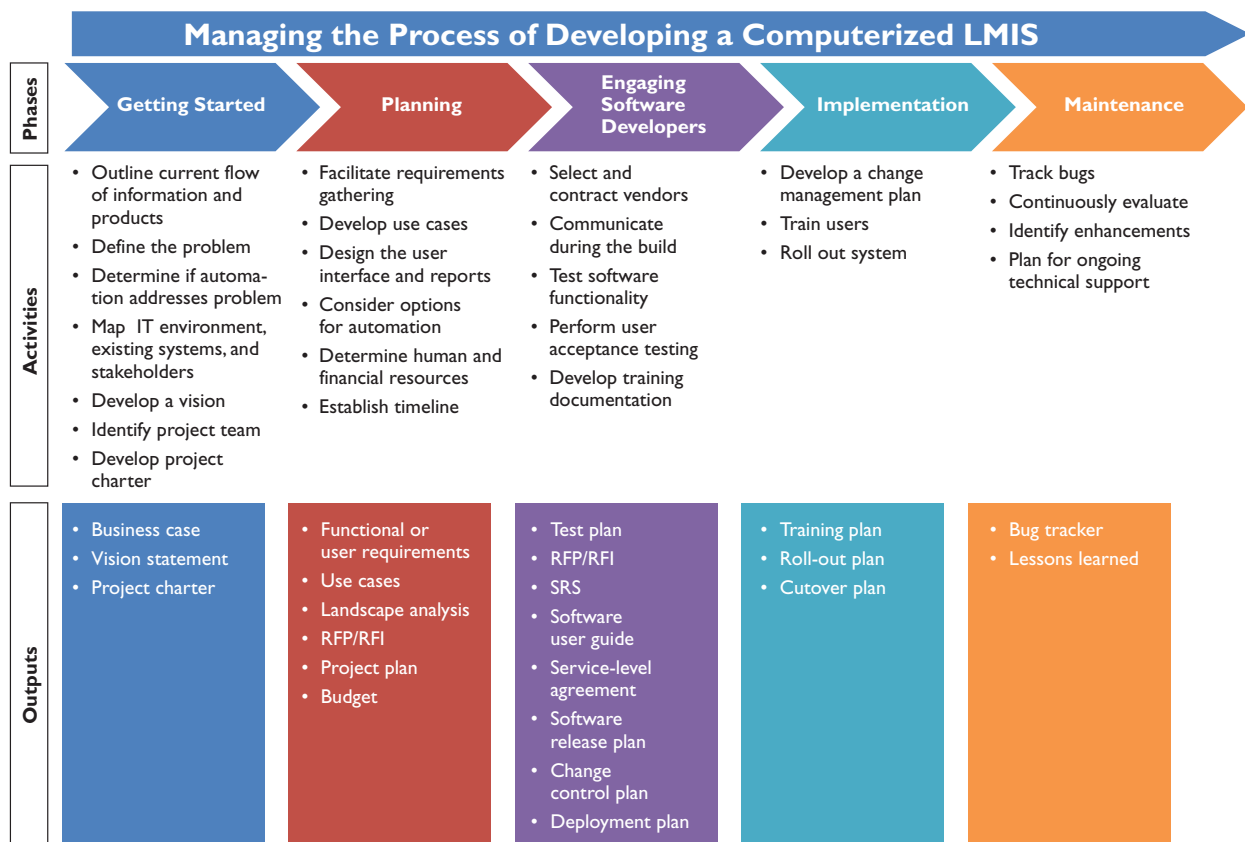 Managing the Process of Developing a Computerized LMIS
Phases
Getting Started
Planning
Engaging
Software
Developers
Implementation
Maintenance
Activities
• Outline current flow
of information and
products
• Define the problem
• Determine if automa-
tion addresses problem
• Map IT environment,
existing systems, and
stakeholders
• Develop a vision
• Identify project team
• Develop project
charter
• Facilitate requirements
gathering
• Develop use cases
• Design the user
interface and reports
• Consider options
for automation
• Determine human and
financial resources
• Establish timeline
• Select and
contract vendors
• Communicate
during the build
• Test software
functionality
• Perform user
acceptance testing
• Develop training
documentation
• Develop a change
management plan
• Train users
• Roll out system
• Track bugs
• Continuously evaluate
• Identify enhancements
• Plan for ongoing
technical support
Outputs
• Business case
• Vision statement
• Project charter
• Functional or
user requirements
• Use cases
• Landscape analysis
• RFP/RFI
• Project plan
• Budget
• Test plan
• RFP/RFI
• SRS
• Software
user guide
• Service-level
agreement
• Software
release plan
• Change
control plan
• Deployment plan
• Training plan
• Roll-out plan
• Cutover plan
• Bug tracker
• Lessons learned